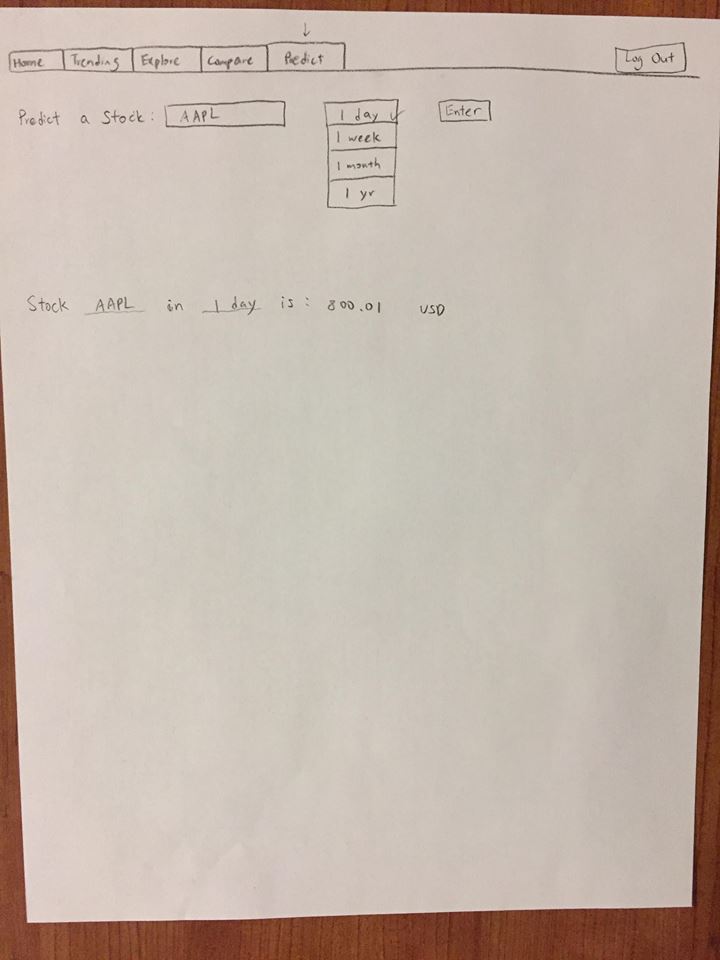 Home Trending Explore Compare Predict Log Out
Predict a Stock: AAPL 1 day Enter
1 week
1 month
1 yr
Stock AAPL in 1 day is: 800.01 USD